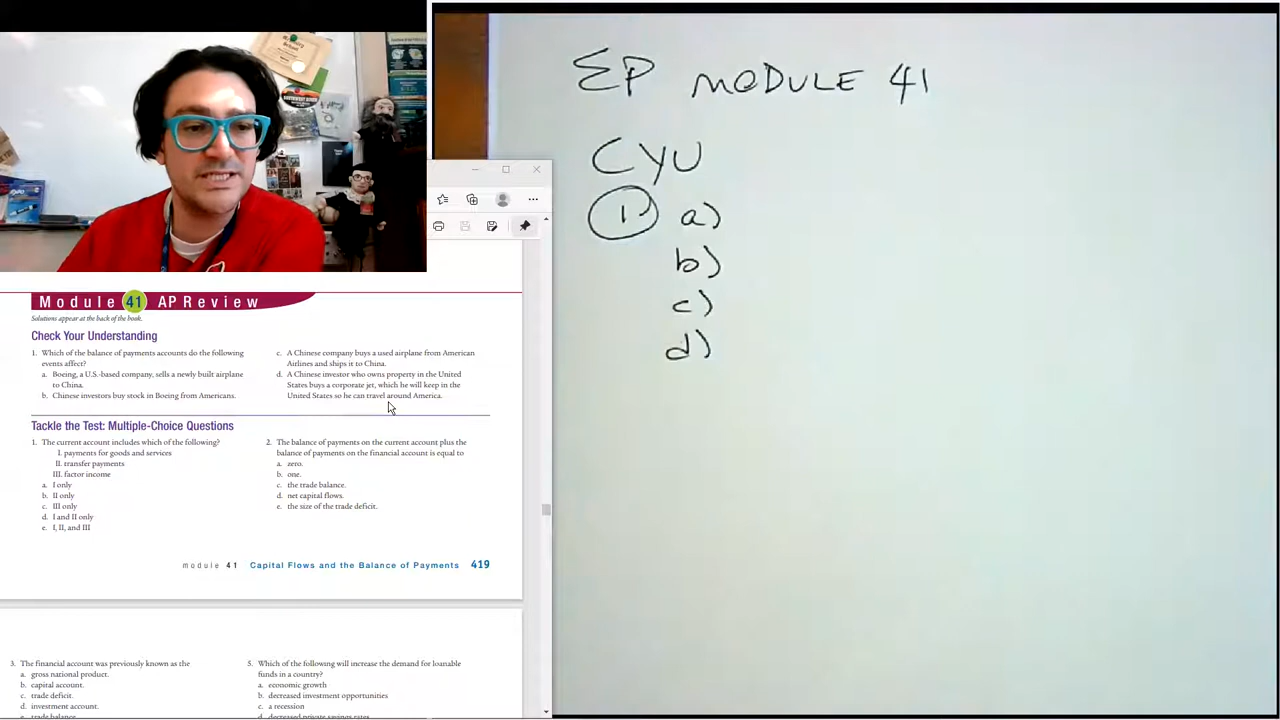 EP MODULE 41
CYU
1 a)
b)
c)
d)
Module 41 AP Review
Solutions appear at the back of the book.
Check Your Understanding
1. Which of the balance of payments accounts do the following
events affect?
a. Boeing, a U.S.-based company, sells a newly built airplane
to China.
b. Chinese investors buy stock in Boeing from Americans.
c. A Chinese company buys a used airplane from American
Airlines and ships it to China.
d. A Chinese investor who owns property in the United
States buys a corporate jet, which he will keep in the
United States so he can travel around America.
Tackle the Test: Multiple-Choice Questions
1. The current account includes which of the following?
I. payments for goods and services
II. transfer payments
III. factor income
a. I only
b. II only
c. III only
d. I and II only
e. I, II, and III
2. The balance of payments on the current account plus the
balance of payments on the financial account is equal to
a. zero.
b. one.
c. the trade balance.
d. net capital flows.
e. the size of the trade deficit.
module 41 Capital Flows and the Balance of Payments 419
3. The financial account was previously known as the
a. gross national product.
b. capital account.
c. trade deficit.
d. investment account.
e. trade balance.
5. Which of the following will increase the demand for loanable
funds in a country?
a. economic growth
b. decreased investment opportunities
c. a recession
d. decreased private savings rates